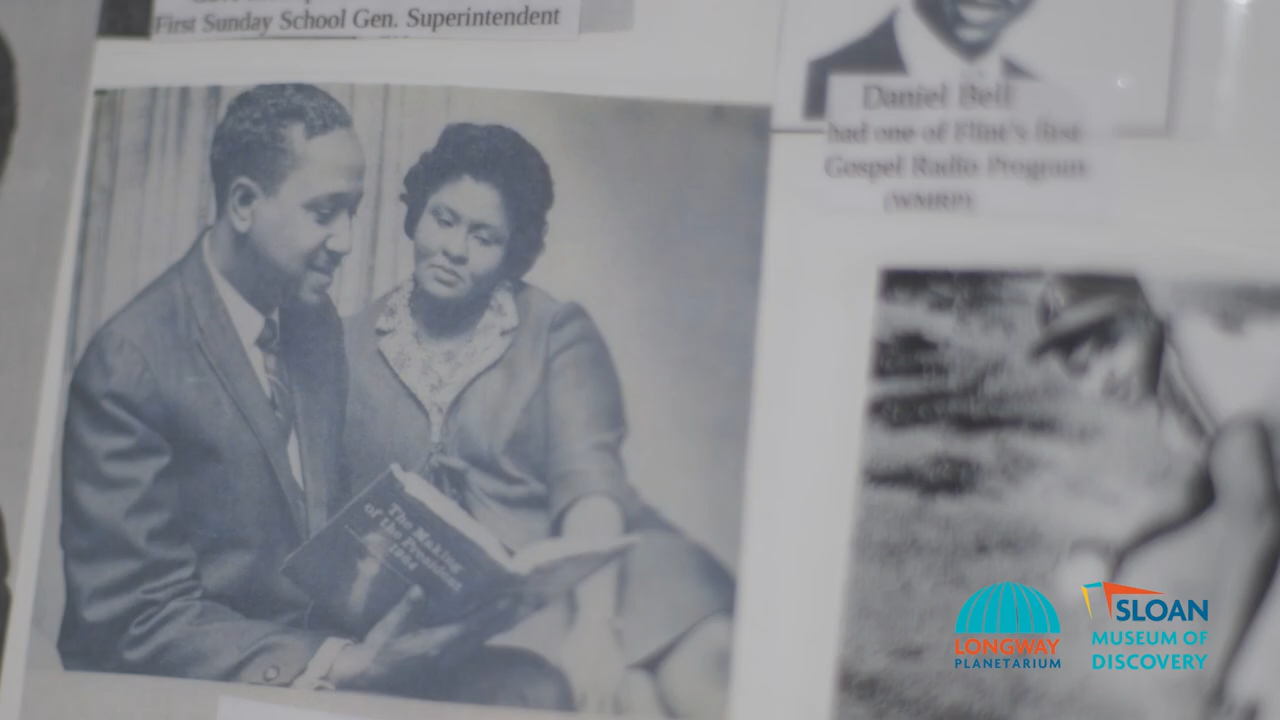 First Sunday School Gen. Superintendent
Daniel Bell
had one of Flint's first
Gospel Radio Program
(WMRP)
The Making
of the President
1964
LONGWAY
PLANETARIUM
SLOAN
MUSEUM OF
DISCOVERY